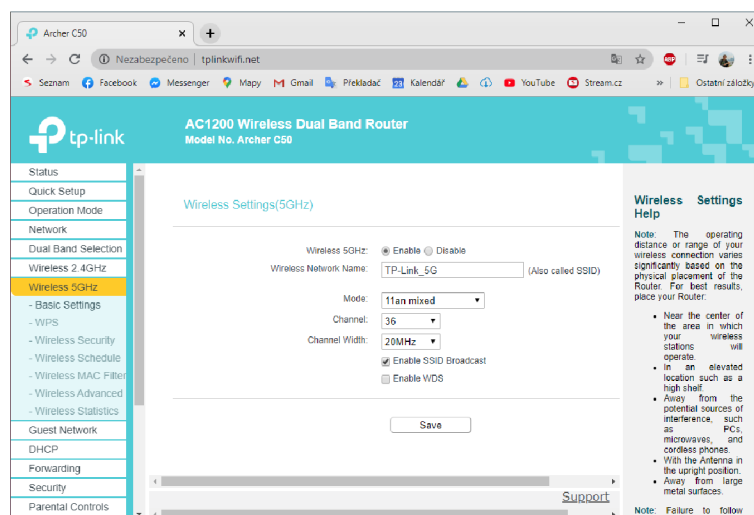 Archer C50
Nezabezpečeno | tplinkwifi.net
ABP
Seznam Facebook Messenger Mapy Gmail Překladač 23 Kalendář YouTube Stream.cz » Ostatní záložky
tp-link
AC1200 Wireless Dual Band Router
Model No. Archer C50
Status
Quick Setup
Operation Mode
Network
Dual Band Selection
Wireless 2.4GHz
Wireless 5GHz
- Basic Settings
- WPS
- Wireless Security
- Wireless Schedule
- Wireless MAC Filter
- Wireless Advanced
- Wireless Statistics
Guest Network
DHCP
Forwarding
Security
Parental Controls
Wireless Settings(5GHz)
Wireless 5GHz: Enable Disable
Wireless Network Name: TP-Link_5G (Also called SSID)
Mode: 11an mixed
Channel: 36
Channel Width: 20MHz
Enable SSID Broadcast
Enable WDS
Save
Support
Wireless Settings
Help
Note: The operating
distance or range of your
wireless connection varies
significantly based on the
physical placement of the
Router. For best results,
place your Router:
• Near the center of
the area in which
your wireless
stations will
operate.
• In an elevated
location such as a
high shelf.
• Away from the
potential sources of
interference, such
as PCs,
microwaves, and
cordless phones.
• With the Antenna in
the upright position.
• Away from large
metal surfaces.
Note: Failure to follow